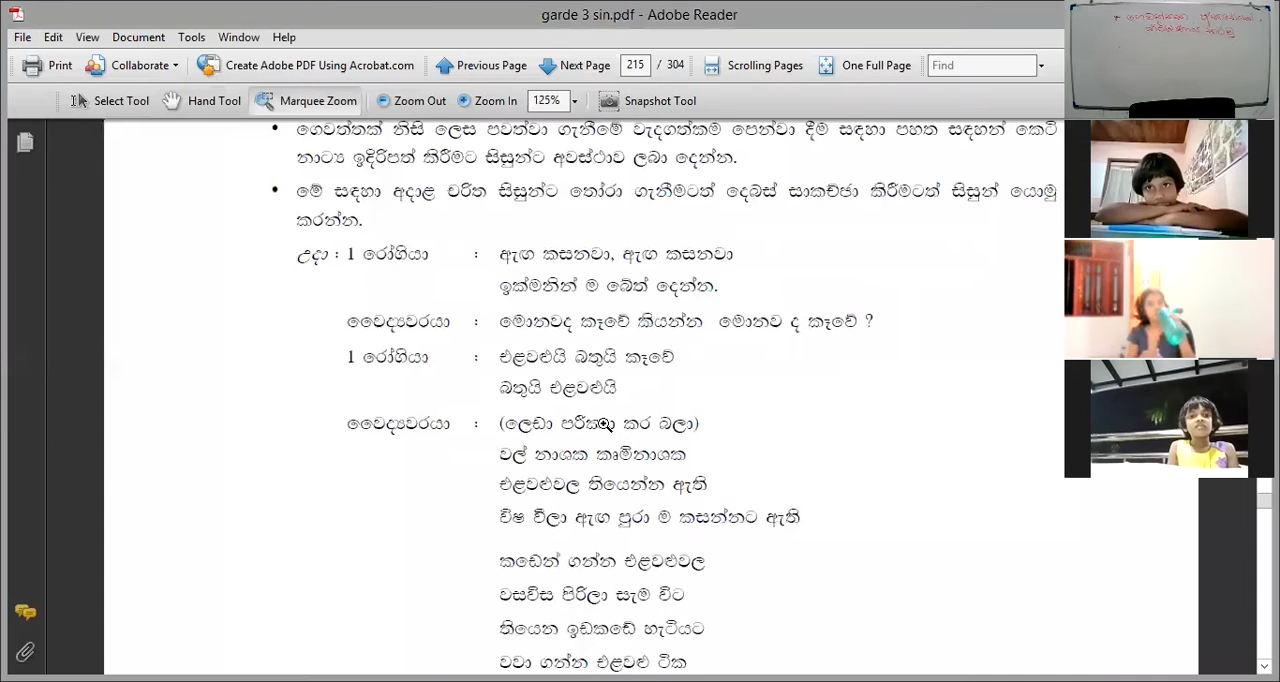 garde 3 sin.pdf - Adobe Reader
File Edit View Document Tools Window Help
Print Collaborate Create Adobe PDF Using Acrobat.com Previous Page Next Page 215 / 304 Scrolling Pages One Full Page Find
Select Tool Hand Tool Marquee Zoom Zoom Out Zoom In 125% Snapshot Tool
• ගෙවත්තක් නිසි ලෙස පවත්වා ගැනීමේ වැදගත්කම පෙන්වා දීම සඳහා පහත සඳහන් කෙටි
නාට්‍ය ඉදිරිපත් කිරීමට සිසුන්ට අවස්ථාව ලබා දෙන්න.
• මේ සඳහා අදාළ චරිත සිසුන්ට තෝරා ගැනීමටත් දෙබස් සාකච්ඡා කිරීමටත් සිසුන් යොමු
කරන්න.
උදා : 1 රෝගියා : ඇඟ කසනවා, ඇඟ කසනවා
ඉක්මනින් ම බේත් දෙන්න.
වෛද්‍යවරයා : මොනවද කෑවේ කියන්න මොනව ද කෑවේ ?
1 රෝගියා : එළවළුයි බතුයි කෑවේ
බතුයි එළවළුයි
වෛද්‍යවරයා : (ලෙඩා පරීක්ෂා කර බලා)
වල් නාශක කෘමිනාශක
එළවළුවල තියෙන්න ඇති
විෂ වීලා ඇඟ පුරා ම කසන්නට ඇති
කඩේන් ගන්න එළවළුවල
වසවිස පිරිලා සැම විට
තියෙන ඉඩකඩේ හැටියට
වවා ගන්න එළවළු ටික